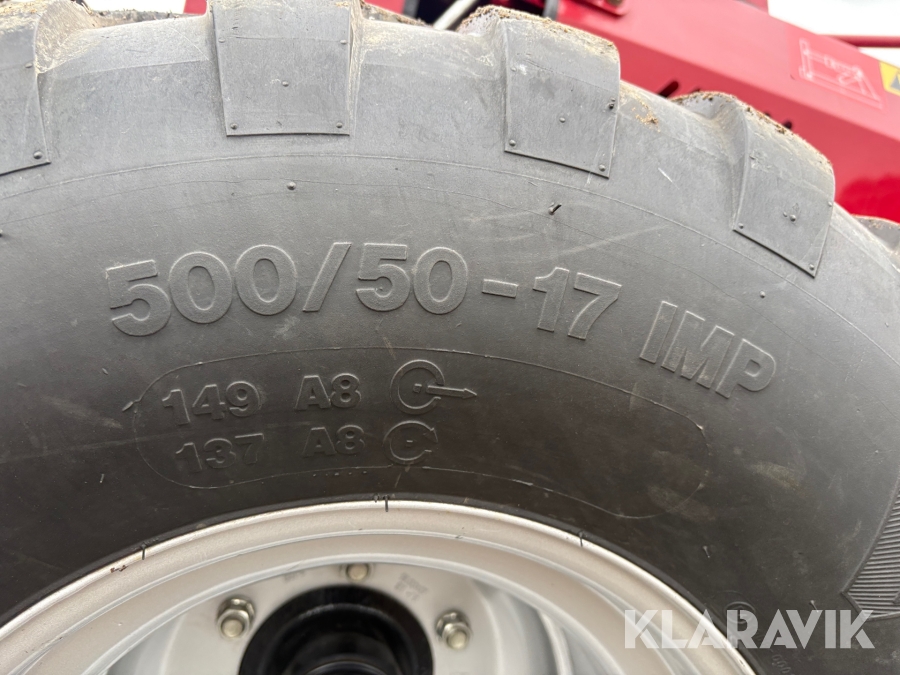 500/50-17 IMP
149 A8
137 A8
KLARAVIK